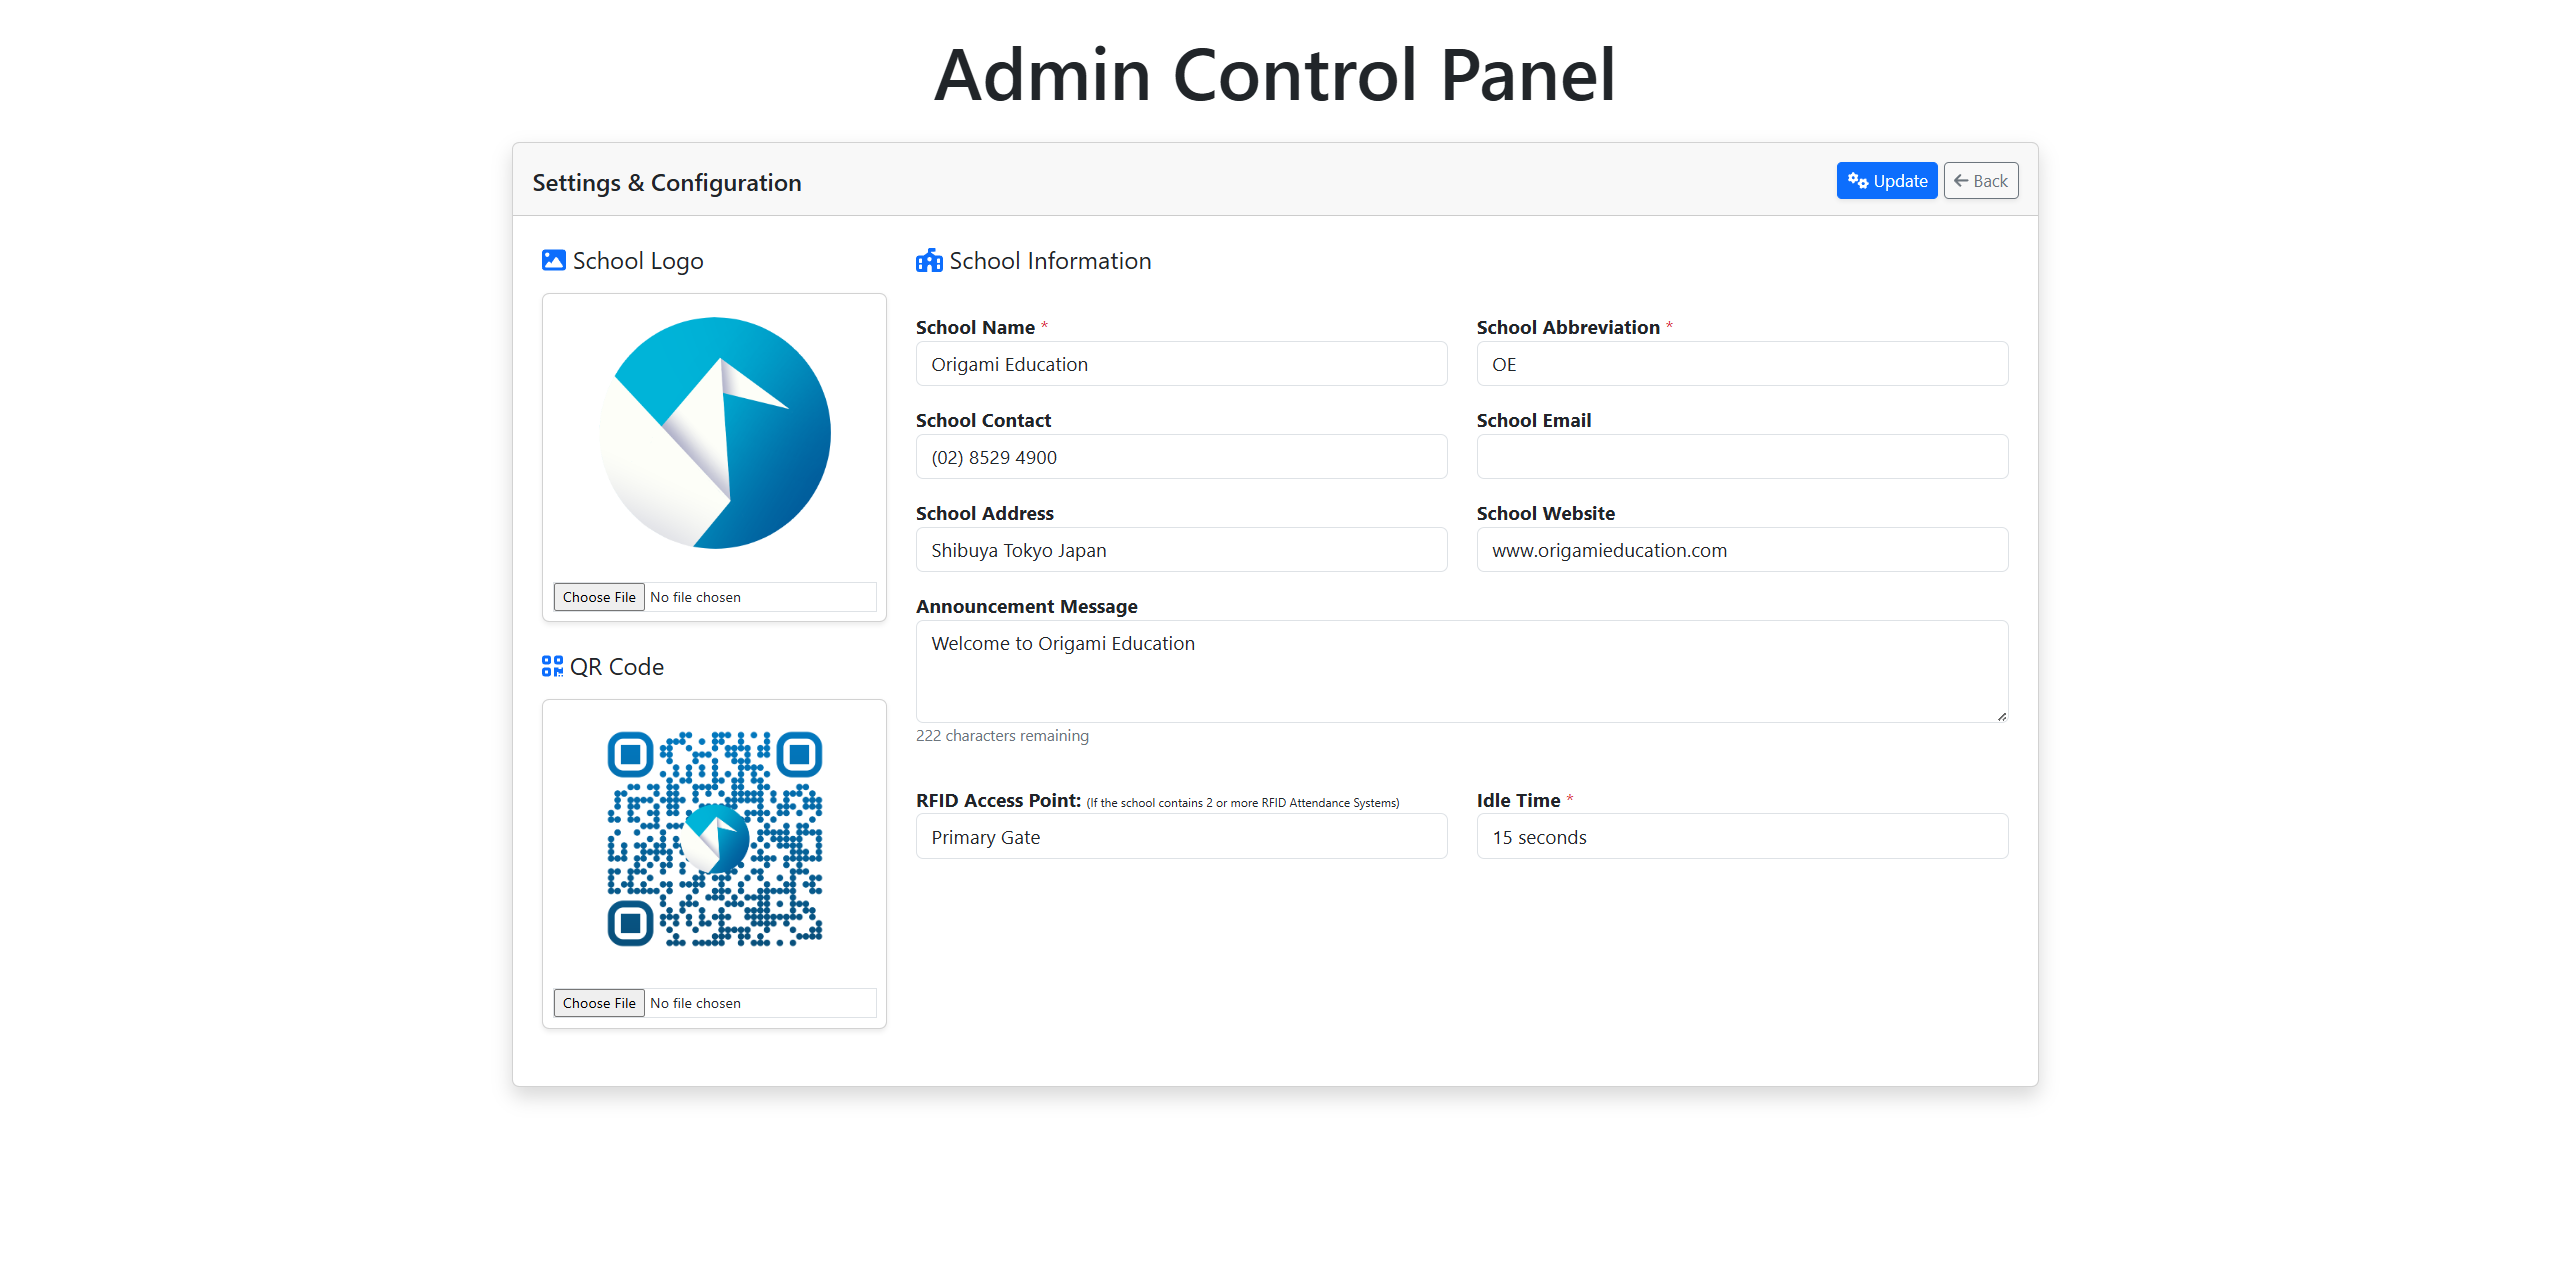 Admin Control Panel
Settings & Configuration
Update
Back
School Logo
Choose File No file chosen
QR Code
Choose File No file chosen
School Information
School Name *
Origami Education
School Abbreviation *
OE
School Contact
(02) 8529 4900
School Email
School Address
Shibuya Tokyo Japan
School Website
www.origamieducation.com
Announcement Message
Welcome to Origami Education
222 characters remaining
RFID Access Point: (If the school contains 2 or more RFID Attendance Systems)
Primary Gate
Idle Time *
15 seconds